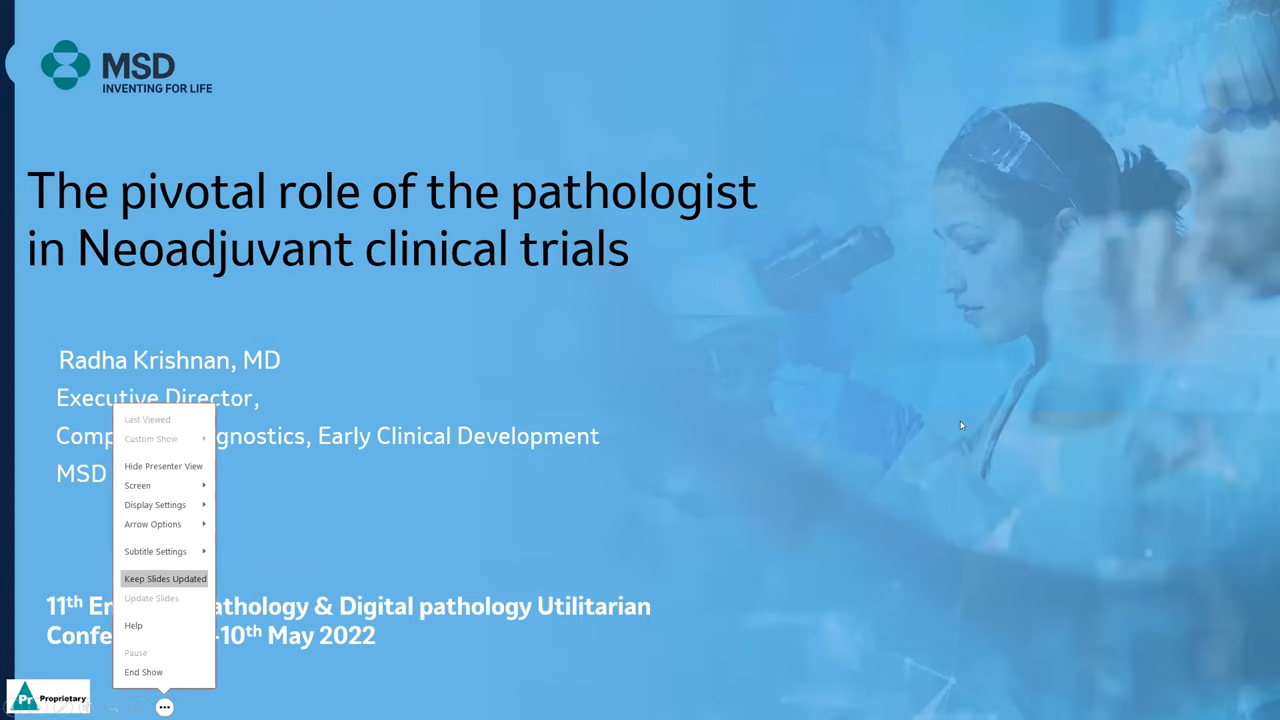 MSD
INVENTING FOR LIFE
The pivotal role of the pathologist
in Neoadjuvant clinical trials
Radha Krishnan, MD
Executive Director,
Comp gnostics, Early Clinical Development
MSD
Last Viewed
Custom Show
Hide Presenter View
Screen
Display Settings
Arrow Options
Subtitle Settings
Keep Slides Updated
Update Slides
Help
Pause
End Show
11th E athology & Digital pathology Utilitarian
Confe -10th May 2022
Pr Proprietary